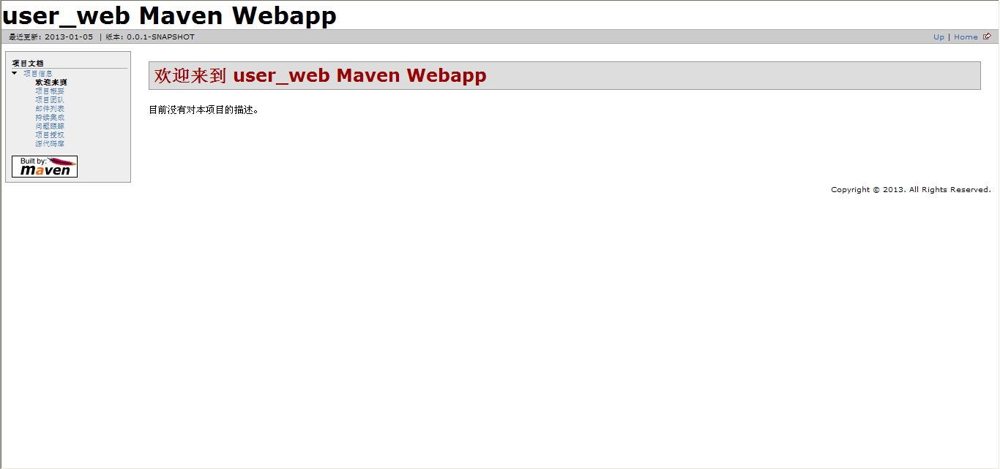 user_web Maven Webapp
最近更新: 2013-01-05 | 版本: 0.0.1-SNAPSHOT
Up | Home
项目文档
项目信息
欢迎来到
项目概要
项目团队
邮件列表
持续集成
问题跟踪
项目授权
源代码库
Built by:
maven
欢迎来到 user_web Maven Webapp
目前没有对本项目的描述。
Copyright © 2013. All Rights Reserved.